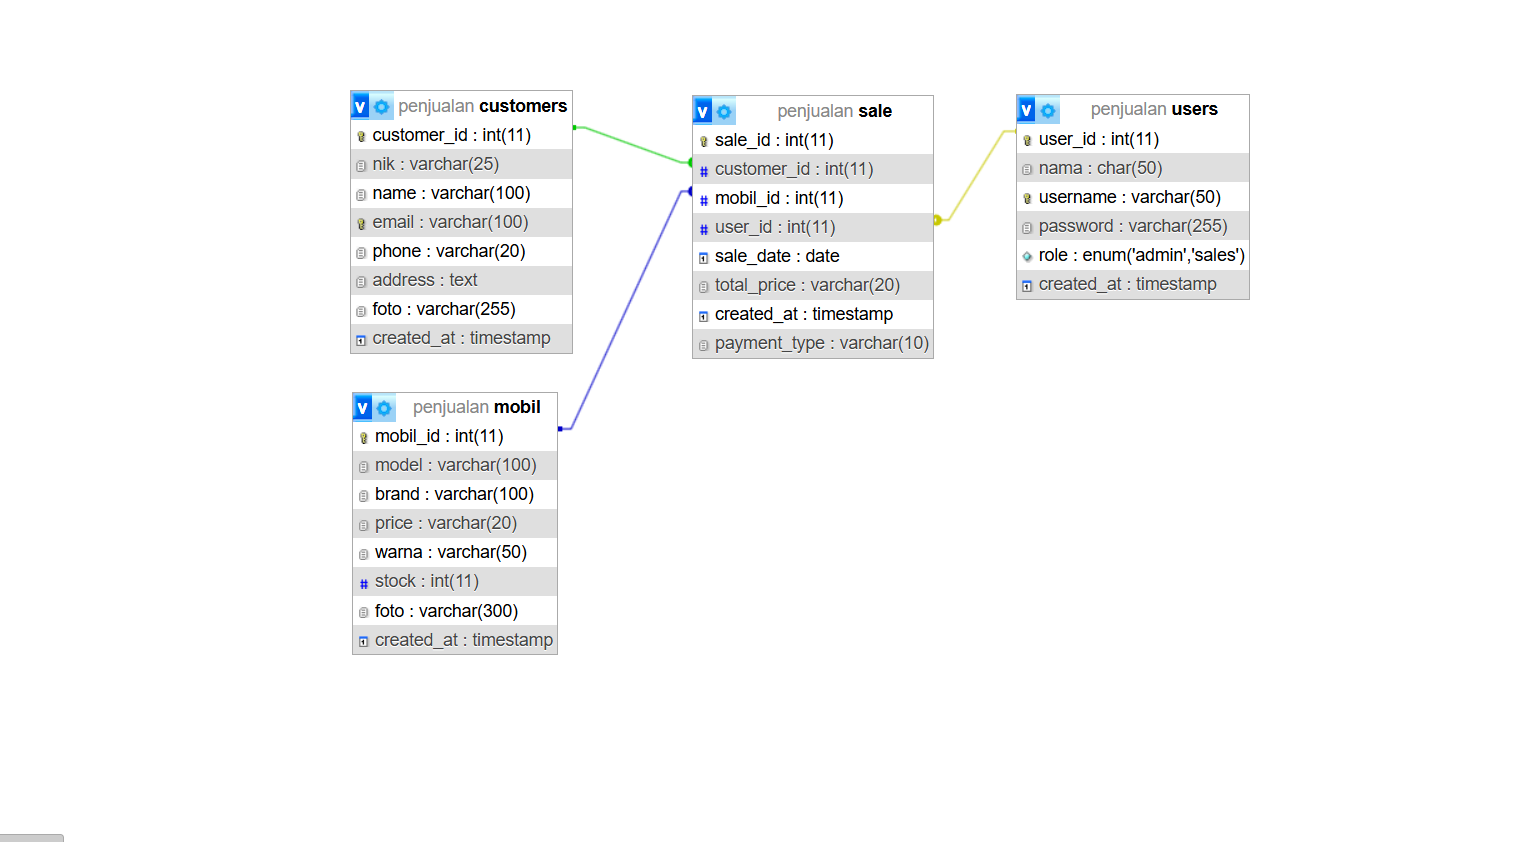 penjualan customers
customer_id : int(11)
nik : varchar(25)
name : varchar(100)
email : varchar(100)
phone : varchar(20)
address : text
foto : varchar(255)
created_at : timestamp
penjualan sale
sale_id : int(11)
customer_id : int(11)
mobil_id : int(11)
user_id : int(11)
sale_date : date
total_price : varchar(20)
created_at : timestamp
payment_type : varchar(10)
penjualan users
user_id : int(11)
nama : char(50)
username : varchar(50)
password : varchar(255)
role : enum('admin','sales')
created_at : timestamp
penjualan mobil
mobil_id : int(11)
model : varchar(100)
brand : varchar(100)
price : varchar(20)
warna : varchar(50)
stock : int(11)
foto : varchar(300)
created_at : timestamp